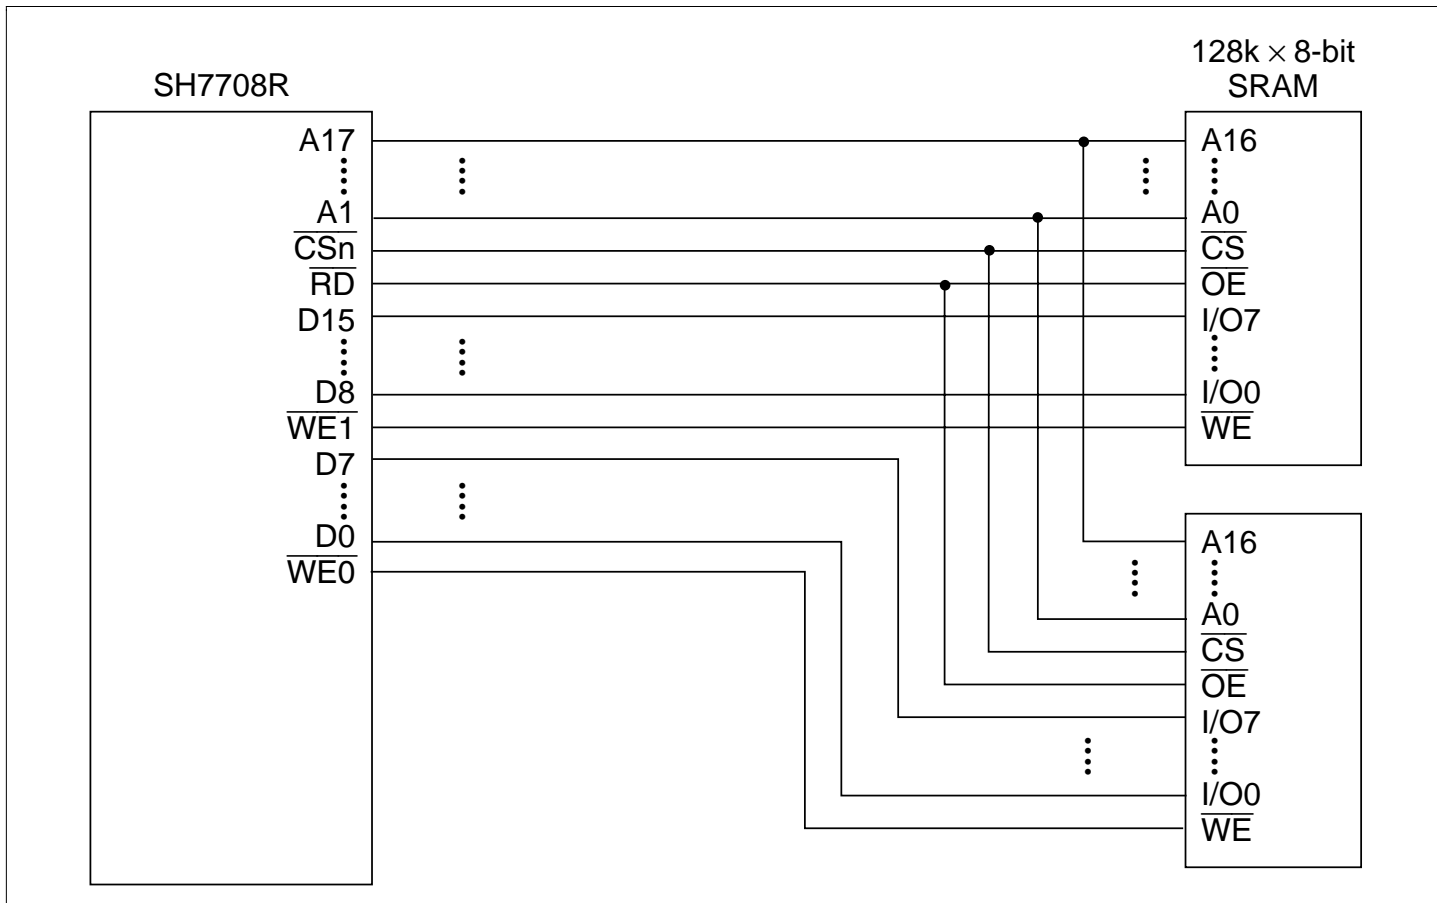 SH7708R
A17
A1
CSn
RD
D15
D8
WE1
D7
D0
WE0
128k × 8-bit
SRAM
A16
A0
CS
OE
I/O7
I/O0
WE
A16
A0
CS
OE
I/O7
I/O0
WE